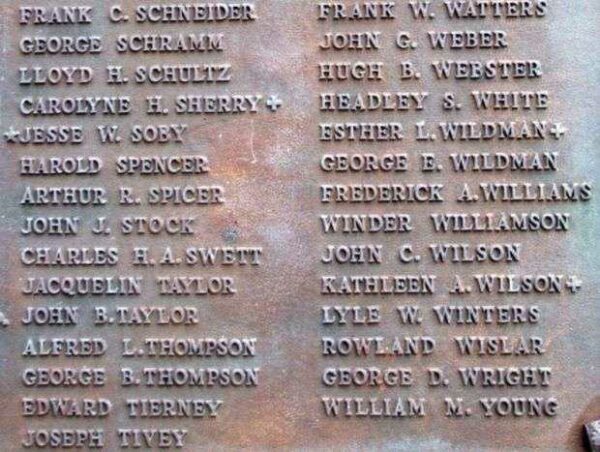 FRANK C. SCHNEIDER
GEORGE SCHRAMM
LLOYD H. SCHULTZ
CAROLYNE H. SHERRY +
*JESSE W. SOBY
HAROLD SPENCER
ARTHUR R. SPICER
JOHN J. STOCK
CHARLES H. A. SWETT
JACQUELIN TAYLOR
JOHN B. TAYLOR
ALFRED L. THOMPSON
GEORGE B. THOMPSON
EDWARD TIERNEY
JOSEPH TIVEY
FRANK W. WATTERS
JOHN G. WEBER
HUGH B. WEBSTER
HEADLEY S. WHITE
ESTHER L. WILDMAN +
GEORGE E. WILDMAN
FREDERICK A. WILLIAMS
WINDER WILLIAMSON
JOHN C. WILSON
KATHLEEN A. WILSON +
LYLE W. WINTERS
ROWLAND WISLAR
GEORGE D. WRIGHT
WILLIAM M. YOUNG